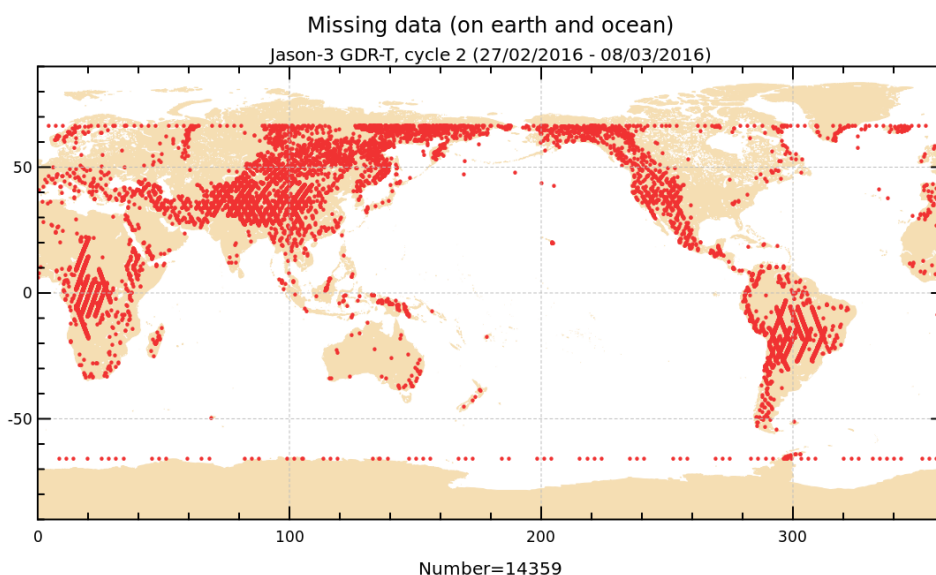 Missing data (on earth and ocean)
Jason-3 GDR-T, cycle 2 (27/02/2016 - 08/03/2016)
50
0
-50
0 100 200 300
Number=14359